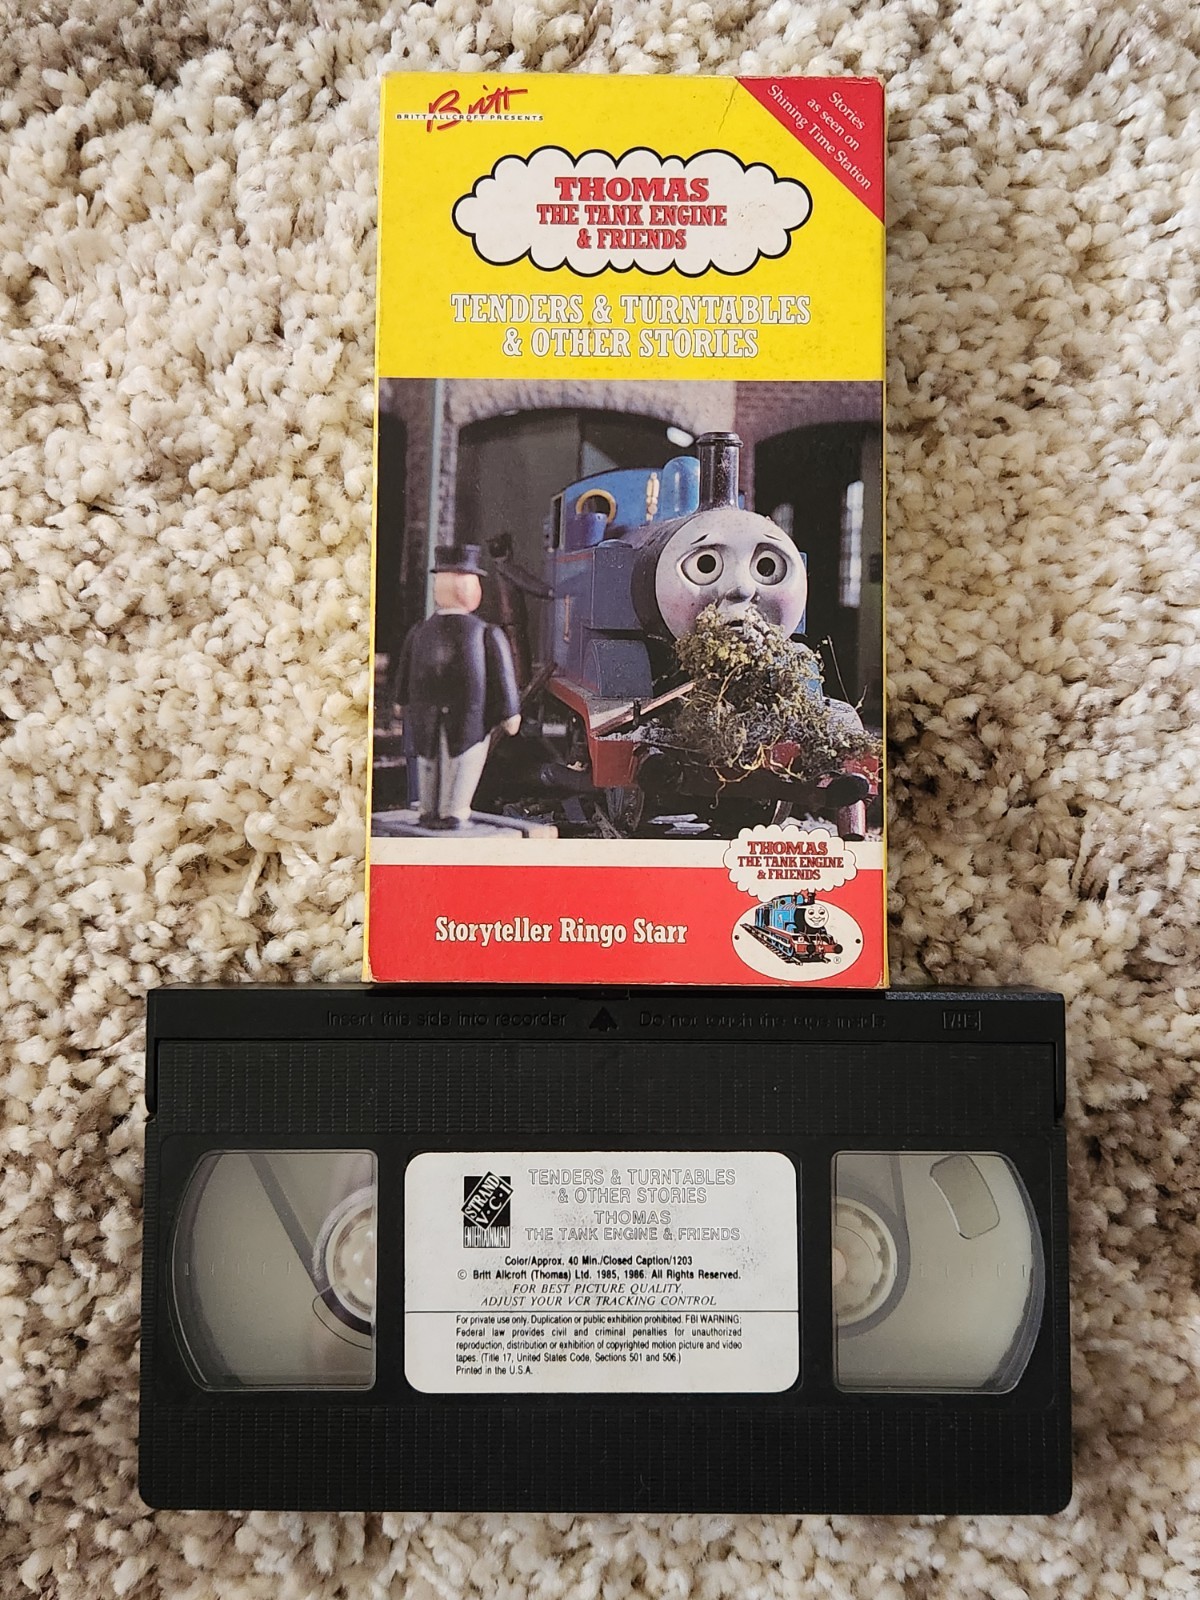 Britt
BRITT ALLCROFT PRESENTS
Stories
as seen on
Shining Time Station
THOMAS
THE TANK ENGINE
& FRIENDS
TENDERS & TURNTABLES
& OTHER STORIES
THOMAS
THE TANK ENGINE
& FRIENDS
Storyteller Ringo Starr
®
Insert this side into recorder
Do not touch the tape inside
VHS
STRAND
V·C·I
ENTERTAINMENT
TENDERS & TURNTABLES
& OTHER STORIES
THOMAS
THE TANK ENGINE & FRIENDS
Color/Approx. 40 Min./Closed Caption/1203
© Britt Allcroft (Thomas) Ltd. 1985, 1986. All Rights Reserved.
FOR BEST PICTURE QUALITY,
ADJUST YOUR VCR TRACKING CONTROL
For private use only. Duplication or public exhibition prohibited. FBI WARNING:
Federal law provides civil and criminal penalties for unauthorized
reproduction, distribution or exhibition of copyrighted motion picture and video
tapes. (Title 17, United States Code, Sections 501 and 506.)
Printed in the U.S.A.